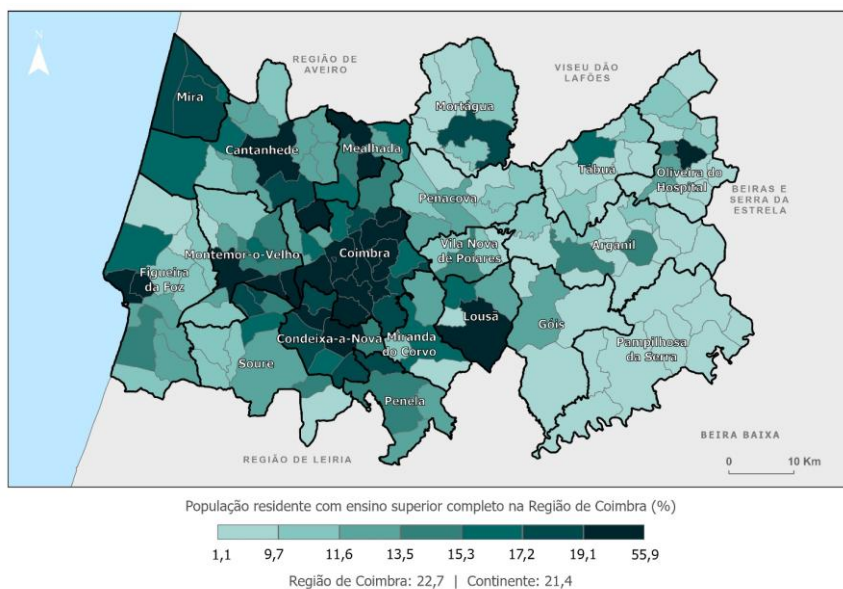 N
REGIÃO DE
AVEIRO
VISEU DÃO
LAFÕES
Mira
Mortágua
Cantanhede
Mealhada
Tábua
Oliveira do
Hospital
Penacova
BEIRAS E
SERRA DA
ESTRELA
Vila Nova
de Poiares
Arganil
Montemor-o-Velho
Coimbra
Figueira
da Foz
Lousã
Góis
Condeixa-a-Nova
Miranda
do Corvo
Pampilhosa
da Serra
Soure
Penela
BEIRA BAIXA
REGIÃO DE LEIRIA
0 10 Km
População residente com ensino superior completo na Região de Coimbra (%)
1,1 9,7 11,6 13,5 15,3 17,2 19,1 55,9
Região de Coimbra: 22,7 | Continente: 21,4